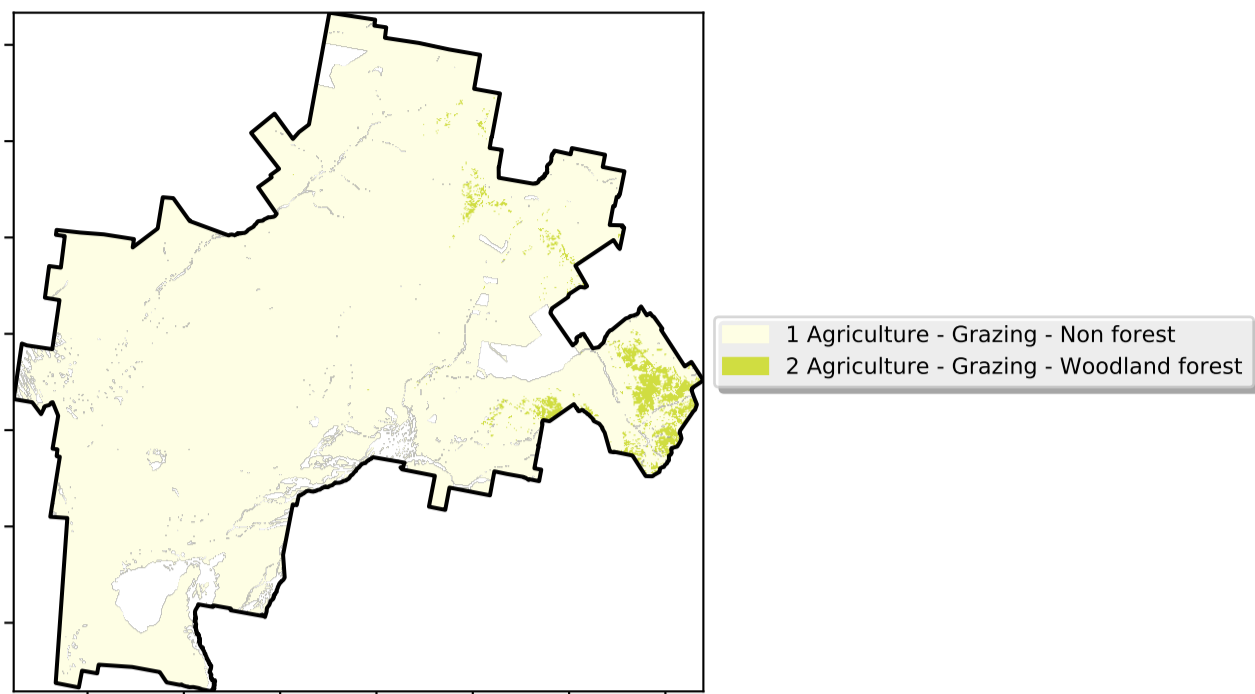 1 Agriculture - Grazing - Non forest
2 Agriculture - Grazing - Woodland forest